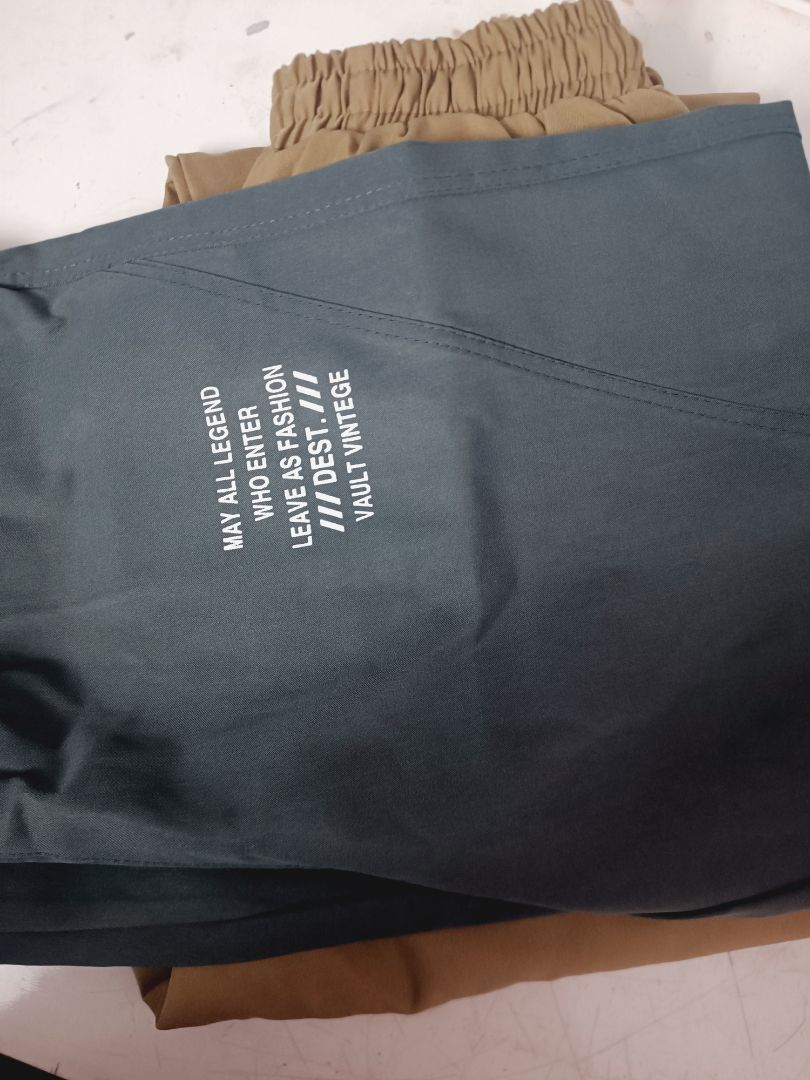 MAY ALL LEGEND
WHO ENTER
LEAVE AS FASHION
/// DEST. ///
VAULT VINTEGE